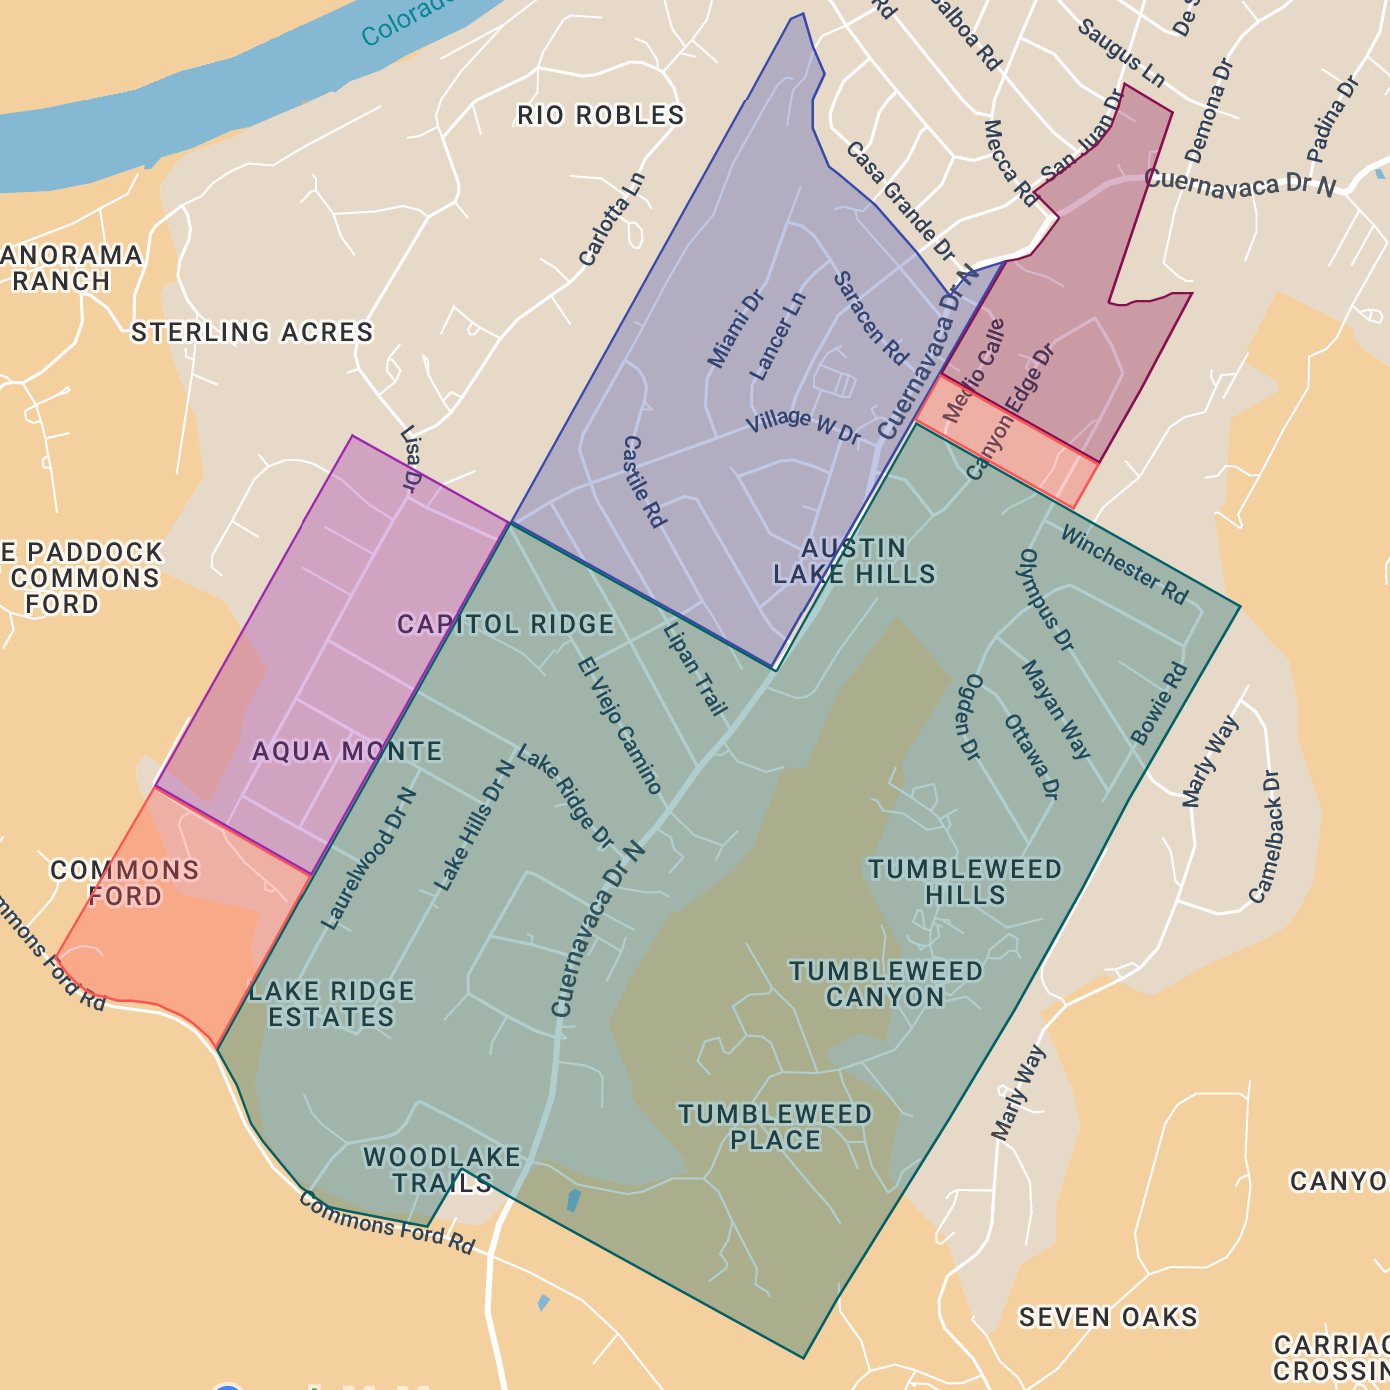 Colorado
Rd
Balboa Rd
Saugus Ln
De S
RIO ROBLES
Casa Grande Dr
Mecca Rd
San Juan Dr
Demona Dr
Padina Dr
Cuernavaca Dr N
Carlotta Ln
ANORAMA
RANCH
STERLING ACRES
Miami Dr
Lancer Ln
Saracen Rd
Cuernavaca Dr N
Medio Calle
Canyon Edge Dr
Village W Dr
Castile Rd
Lisa Dr
E PADDOCK
COMMONS
FORD
AUSTIN
LAKE HILLS
Winchester Rd
Olympus Dr
CAPITOL RIDGE
Lipan Trail
El Viejo Camino
Mayan Way
Ogden Dr
Ottawa Dr
Bowie Rd
Marly Way
AQUA MONTE
Lake Ridge Dr
Lake Hills Dr N
Laurelwood Dr N
Camelback Dr
COMMONS
FORD
Cuernavaca Dr N
TUMBLEWEED
HILLS
mmons Ford Rd
LAKE RIDGE
ESTATES
TUMBLEWEED
CANYON
Marly Way
TUMBLEWEED
PLACE
WOODLAKE
TRAILS
Commons Ford Rd
CANYO
SEVEN OAKS
CARRIAG
CROSSIN